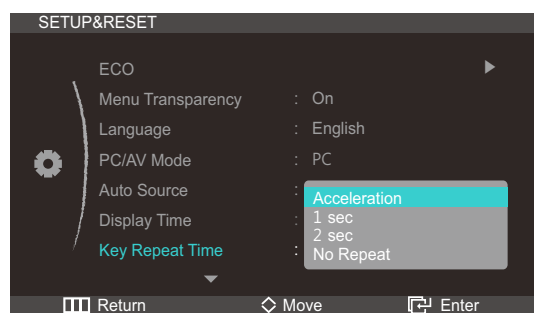 SETUP&RESET
ECO
Menu Transparency : On
Language : English
PC/AV Mode : PC
Auto Source :
Display Time :
Key Repeat Time :
Acceleration
1 sec
2 sec
No Repeat
Return Move Enter